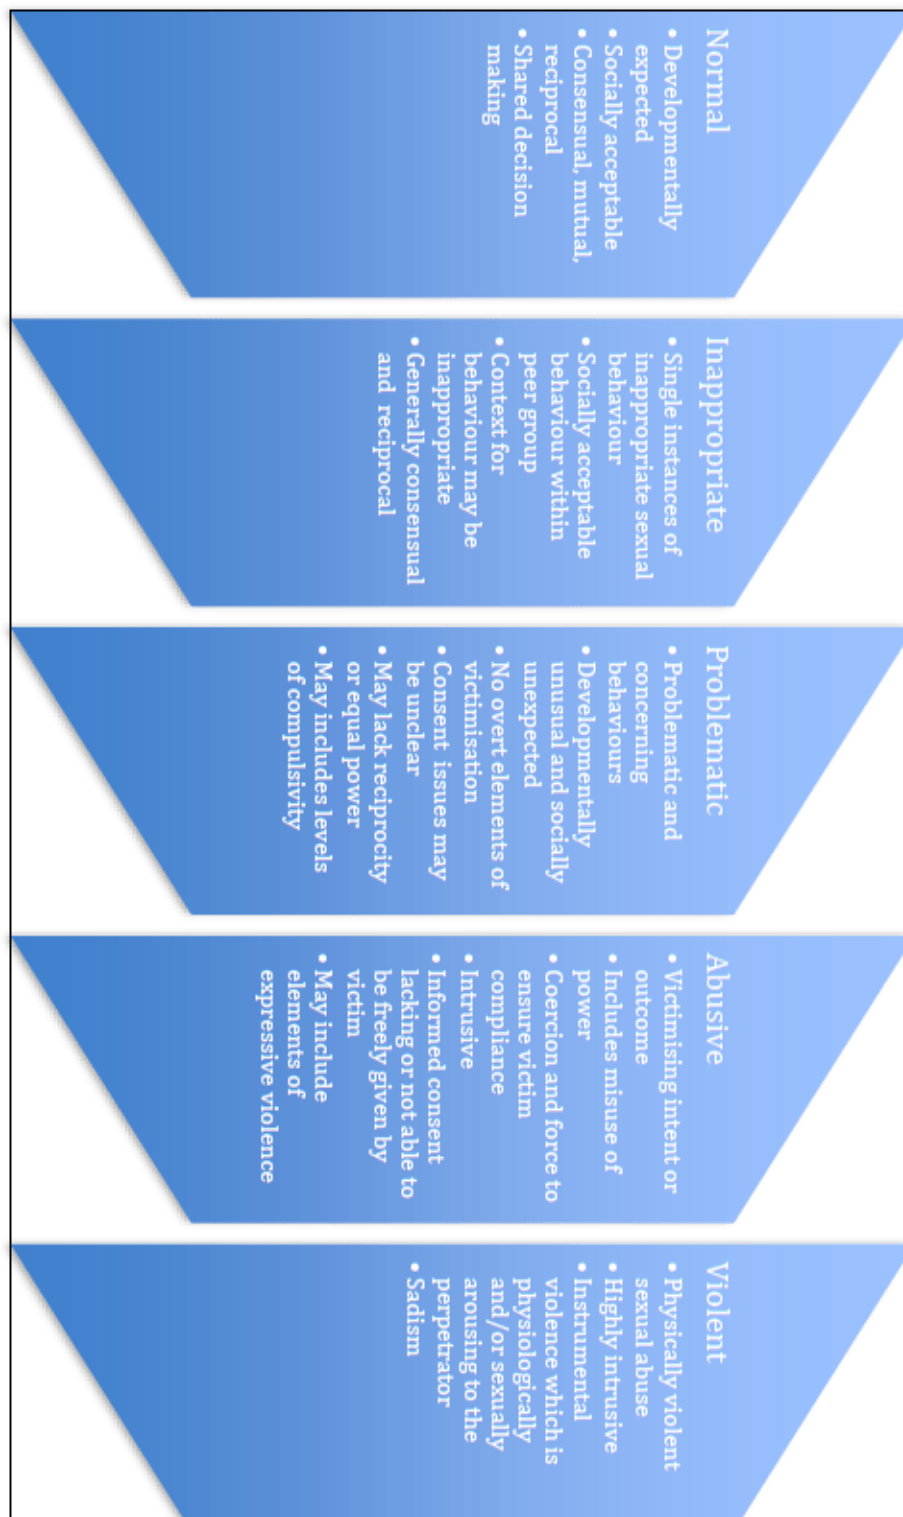 Normal
• Developmentally
expected
• Socially acceptable
• Consensual, mutual,
reciprocal
• Shared decision
making
Inappropriate
• Single instances of
inappropriate sexual
behaviour
• Socially acceptable
behaviour within
peer group
• Context for
behaviour may be
inappropriate
• Generally consensual
and reciprocal
Problematic
• Problematic and
concerning
behaviours
• Developmentally
unusual and socially
unexpected
• No overt elements of
victimisation
• Consent issues may
be unclear
• May lack reciprocity
or equal power
• May includes levels
of compulsivity
Abusive
• Victimising intent or
outcome
• Includes misuse of
power
• Coercion and force to
ensure victim
compliance
• Intrusive
• Informed consent
lacking or not able to
be freely given by
victim
• May include
elements of
expressive violence
Violent
• Physically violent
sexual abuse
• Highly intrusive
• Instrumental
violence which is
physiologically
and/or sexually
arousing to the
perpetrator
• Sadism